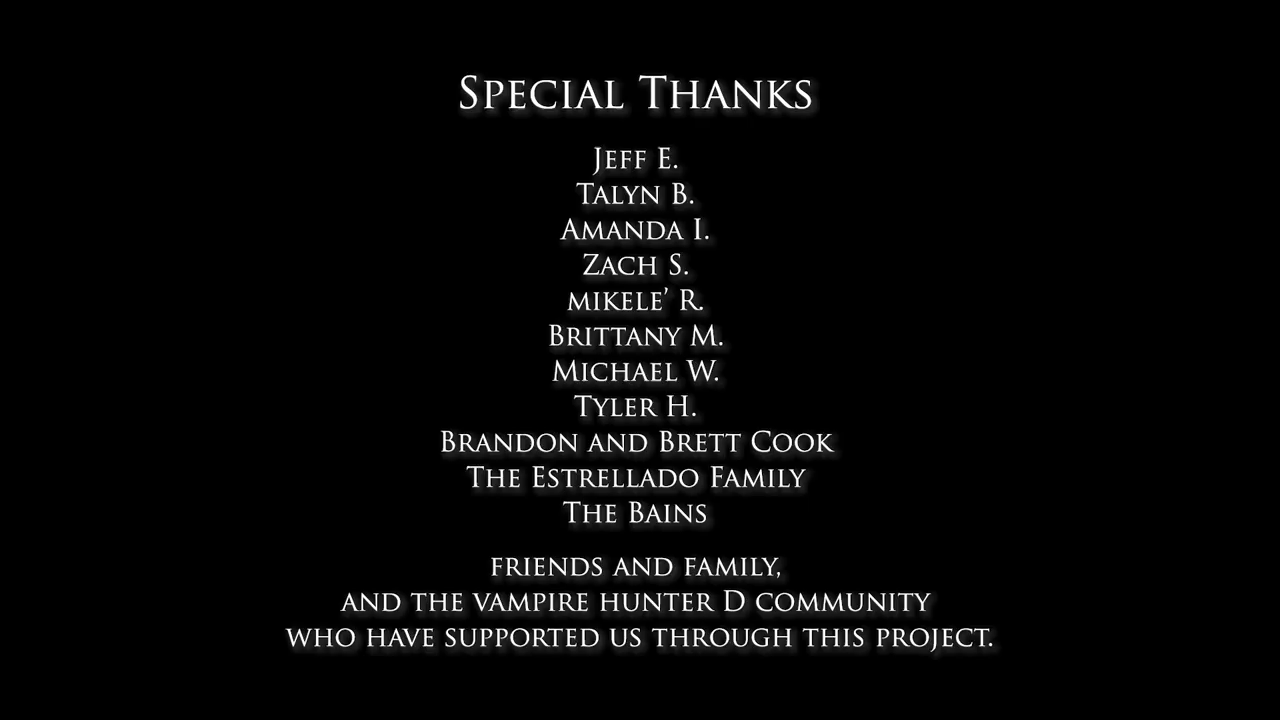 Special Thanks
Jeff E.
Talyn B.
Amanda I.
Zach S.
mikele’ R.
Brittany M.
Michael W.
Tyler H.
Brandon and Brett Cook
The Estrellado Family
The Bains
friends and family,
and the vampire hunter D community
who have supported us through this project.